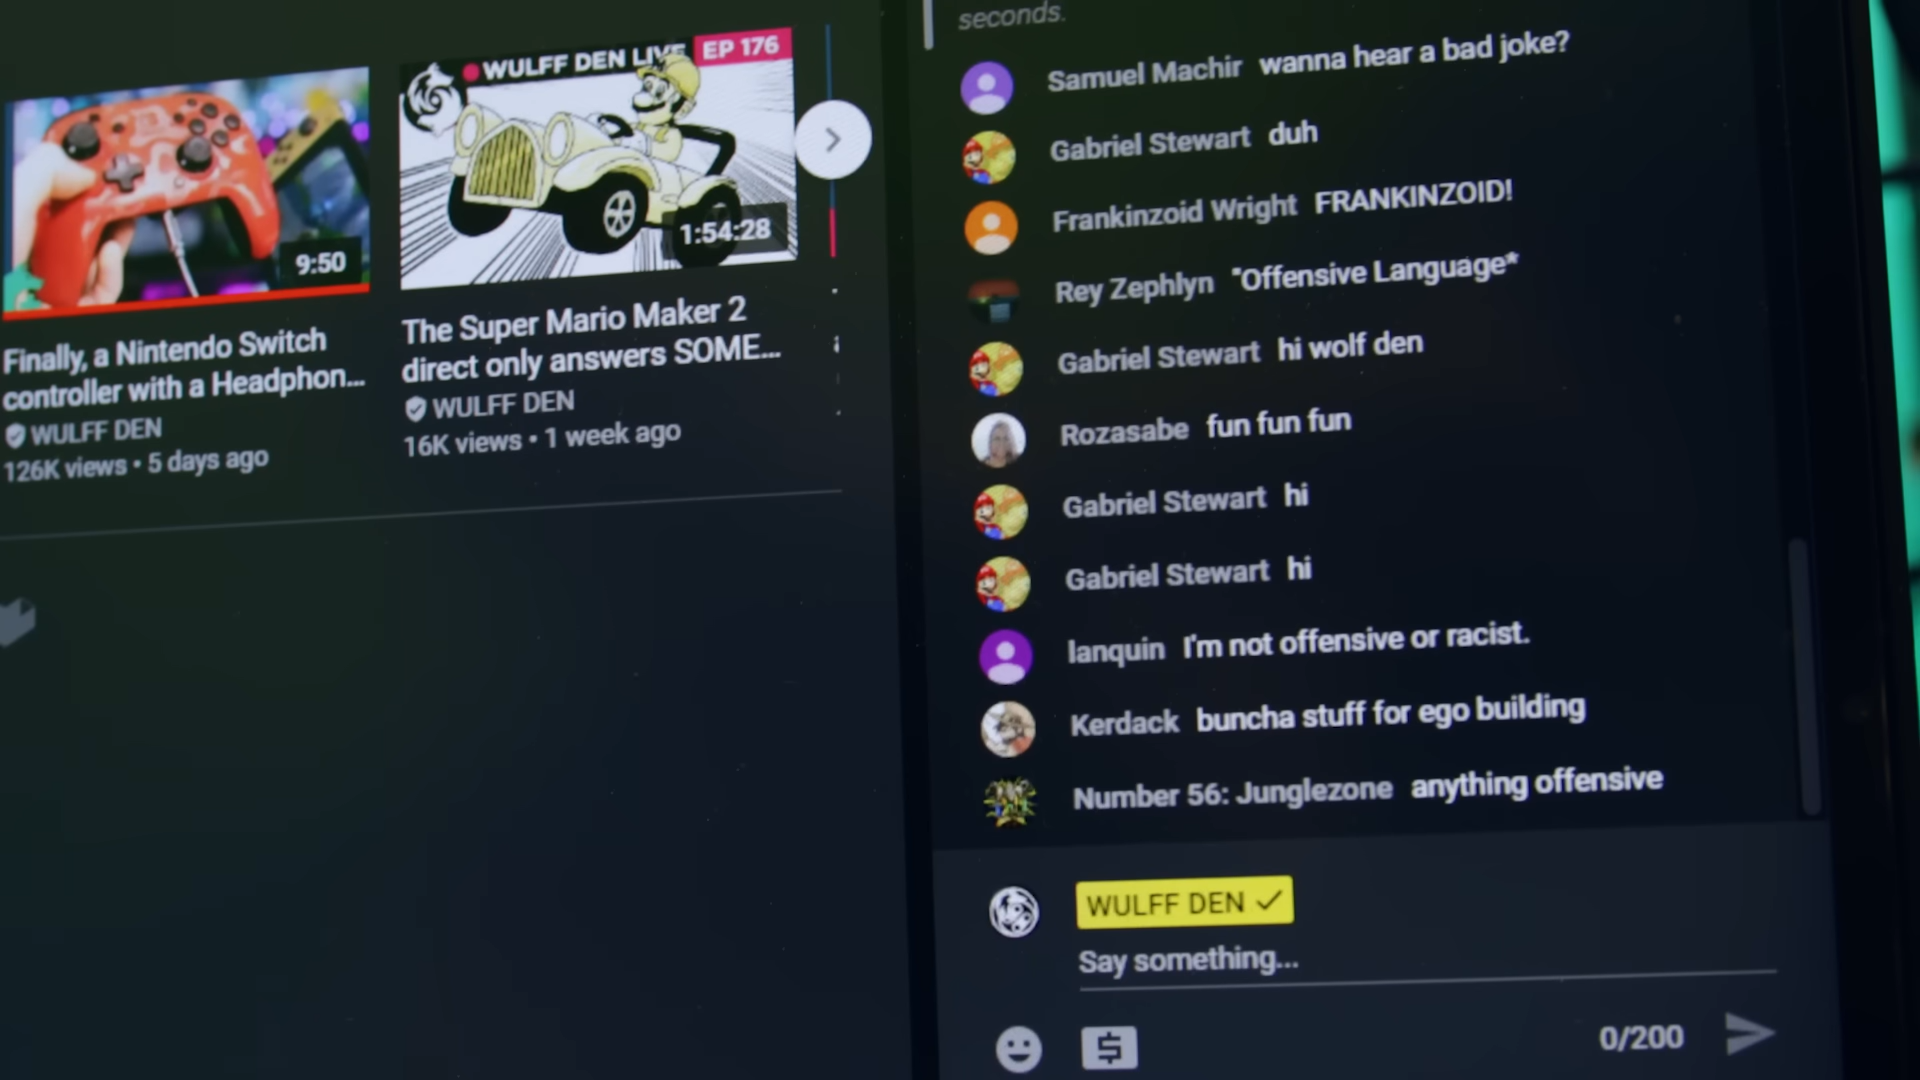 WULFF DEN LIVE EP 176
9:50
1:54:28
Finally, a Nintendo Switch
controller with a Headphon...
WULFF DEN
126K views • 5 days ago
The Super Mario Maker 2
direct only answers SOME...
WULFF DEN
16K views • 1 week ago
seconds.
Samuel Machir wanna hear a bad joke?
Gabriel Stewart duh
Frankinzoid Wright FRANKINZOID!
Rey Zephlyn *Offensive Language*
Gabriel Stewart hi wolf den
Rozasabe fun fun fun
Gabriel Stewart hi
Gabriel Stewart hi
lanquin I'm not offensive or racist.
Kerdack buncha stuff for ego building
Number 56: Junglezone anything offensive
WULFF DEN
Say something...
0/200